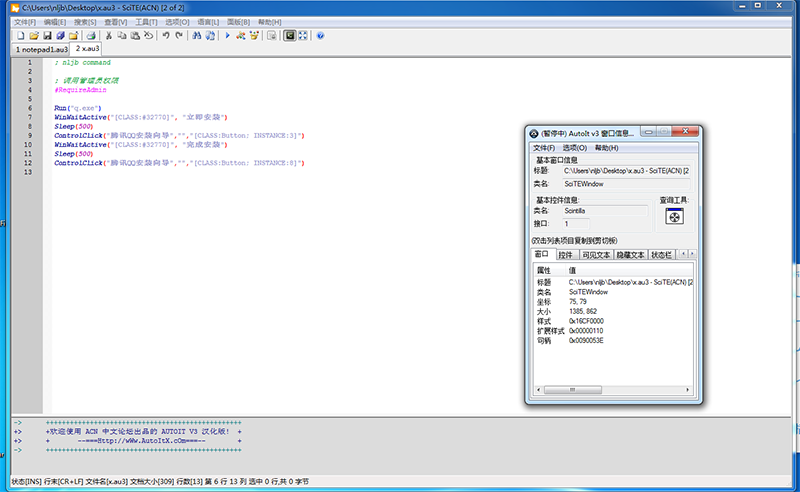 C:\Users\nljb\Desktop\x.au3 - SciTE(ACN) [2 of 2]
文件(F) 编辑(E) 搜索(S) 查看(V) 工具(T) 选项(O) 语言(L) 面板(B) 帮助(H)
1 notepad1.au3 2 x.au3
1 ; nljb command
2
3 ; 调用管理员权限
4 #RequireAdmin
5
6 Run("q.exe")
7 WinWaitActive("[CLASS:#32770]", "立即安装")
8 Sleep(500)
9 ControlClick("腾讯QQ安装向导","","[CLASS:Button; INSTANCE:3]")
10 WinWaitActive("[CLASS:#32770]", "完成安装")
11 Sleep(500)
12 ControlClick("腾讯QQ安装向导","","[CLASS:Button; INSTANCE:8]")
13
(暂停中) AutoIt v3 窗口信息...
文件(F) 选项(O) 帮助(H)
基本窗口信息
标题: C:\Users\nljb\Desktop\x.au3 - SciTE(ACN) [2
类名: SciTEWindow
基本控件信息:
类名: Scintilla
接口: 1
查询工具:
(双击列表项目复制到剪切板)
窗口 控件 可见文本 隐藏文本 状态栏
属性 值
标题 C:\Users\nljb\Desktop\x.au3 - SciTE(ACN) [2
类名 SciTEWindow
坐标 75, 79
大小 1385, 862
样式 0x16CF0000
扩展样式 0x00000110
句柄 0x0090053E
-> ++++++++++++++++++++++++++++++++++++++++++++++++
+> +欢迎使用 ACN 中文论坛出品的 AUTOIT V3 汉化版! +
+> + --===Http://wWw.AutoItX.cOm===-- +
-> ++++++++++++++++++++++++++++++++++++++++++++++++
状态[INS] 行末[CR+LF] 文件名[x.au3] 文档大小[309] 行数[13] 第 6 行 13 列 选中 0 行,共 0 字节